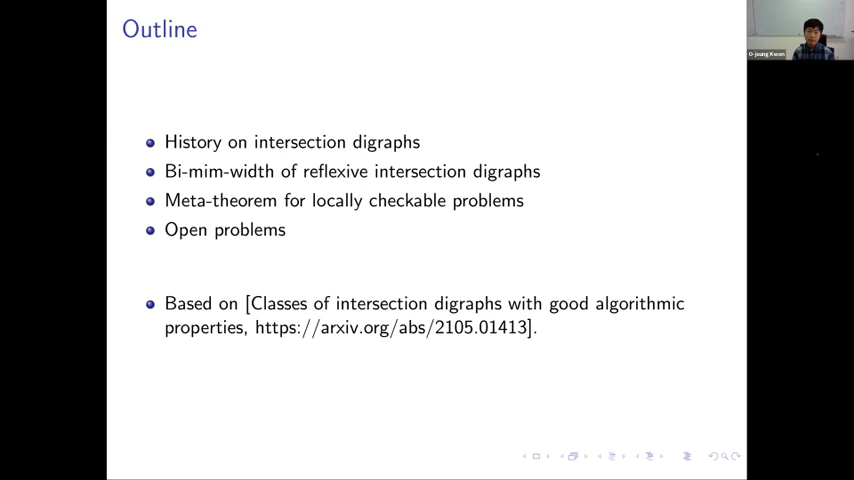 Outline
History on intersection digraphs
Bi-mim-width of reflexive intersection digraphs
Meta-theorem for locally checkable problems
Open problems
Based on [Classes of intersection digraphs with good algorithmic
properties, https://arxiv.org/abs/2105.01413].
O-joung Kwon